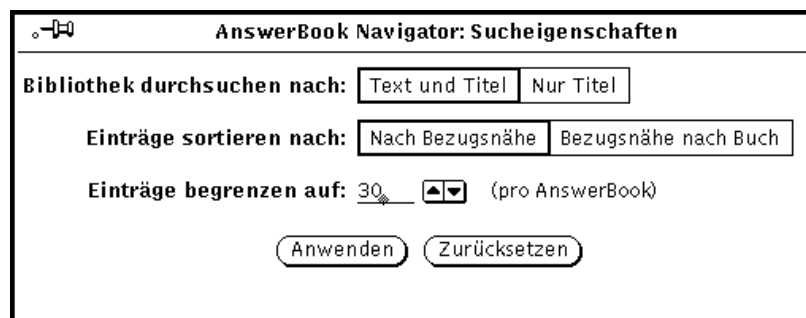 AnswerBook Navigator: Sucheigenschaften
Bibliothek durchsuchen nach: Text und Titel Nur Titel
Einträge sortieren nach: Nach Bezugsnähe Bezugsnähe nach Buch
Einträge begrenzen auf: 30 (pro AnswerBook)
Anwenden Zurücksetzen